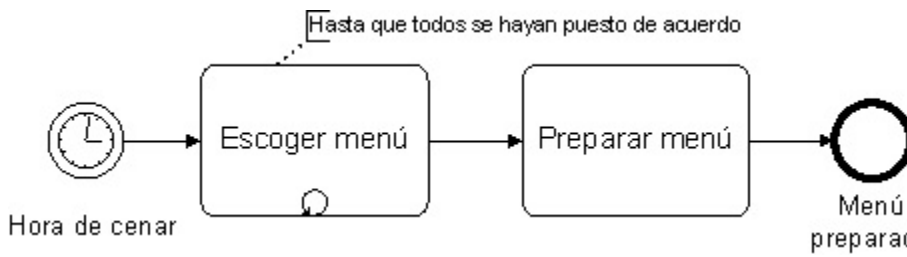 Hasta que todos se hayan puesto de acuerdo
Escoger menú
Preparar menú
Hora de cenar
Menú